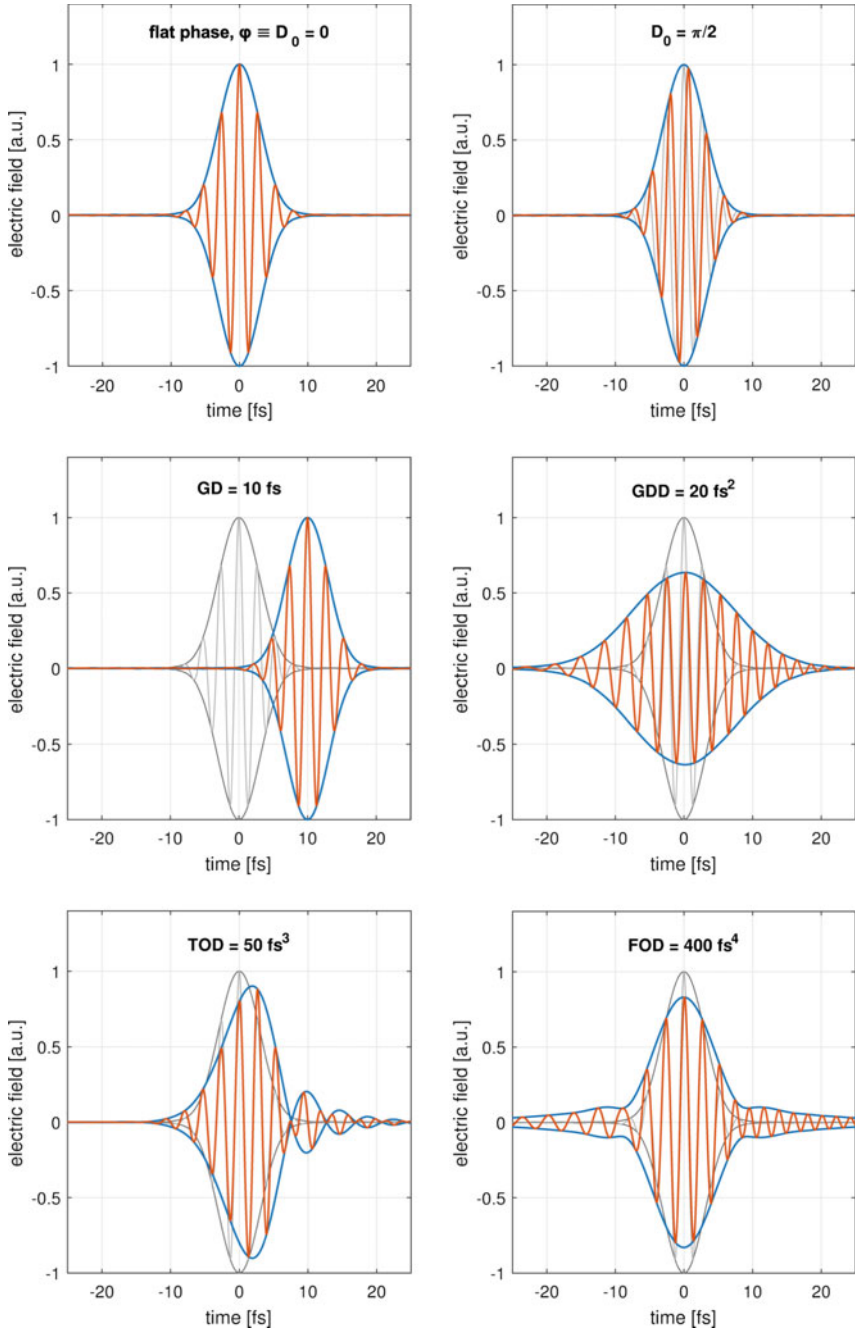 flat phase, φ ≡ D₀ = 0
1
0.5
0
-0.5
-1
electric field [a.u.]
-20 -10 0 10 20
time [fs]
D₀ = π/2
1
0.5
0
-0.5
-1
electric field [a.u.]
-20 -10 0 10 20
time [fs]
GD = 10 fs
1
0.5
0
-0.5
-1
electric field [a.u.]
-20 -10 0 10 20
time [fs]
GDD = 20 fs²
1
0.5
0
-0.5
-1
electric field [a.u.]
-20 -10 0 10 20
time [fs]
TOD = 50 fs³
1
0.5
0
-0.5
-1
electric field [a.u.]
-20 -10 0 10 20
time [fs]
FOD = 400 fs⁴
1
0.5
0
-0.5
-1
electric field [a.u.]
-20 -10 0 10 20
time [fs]